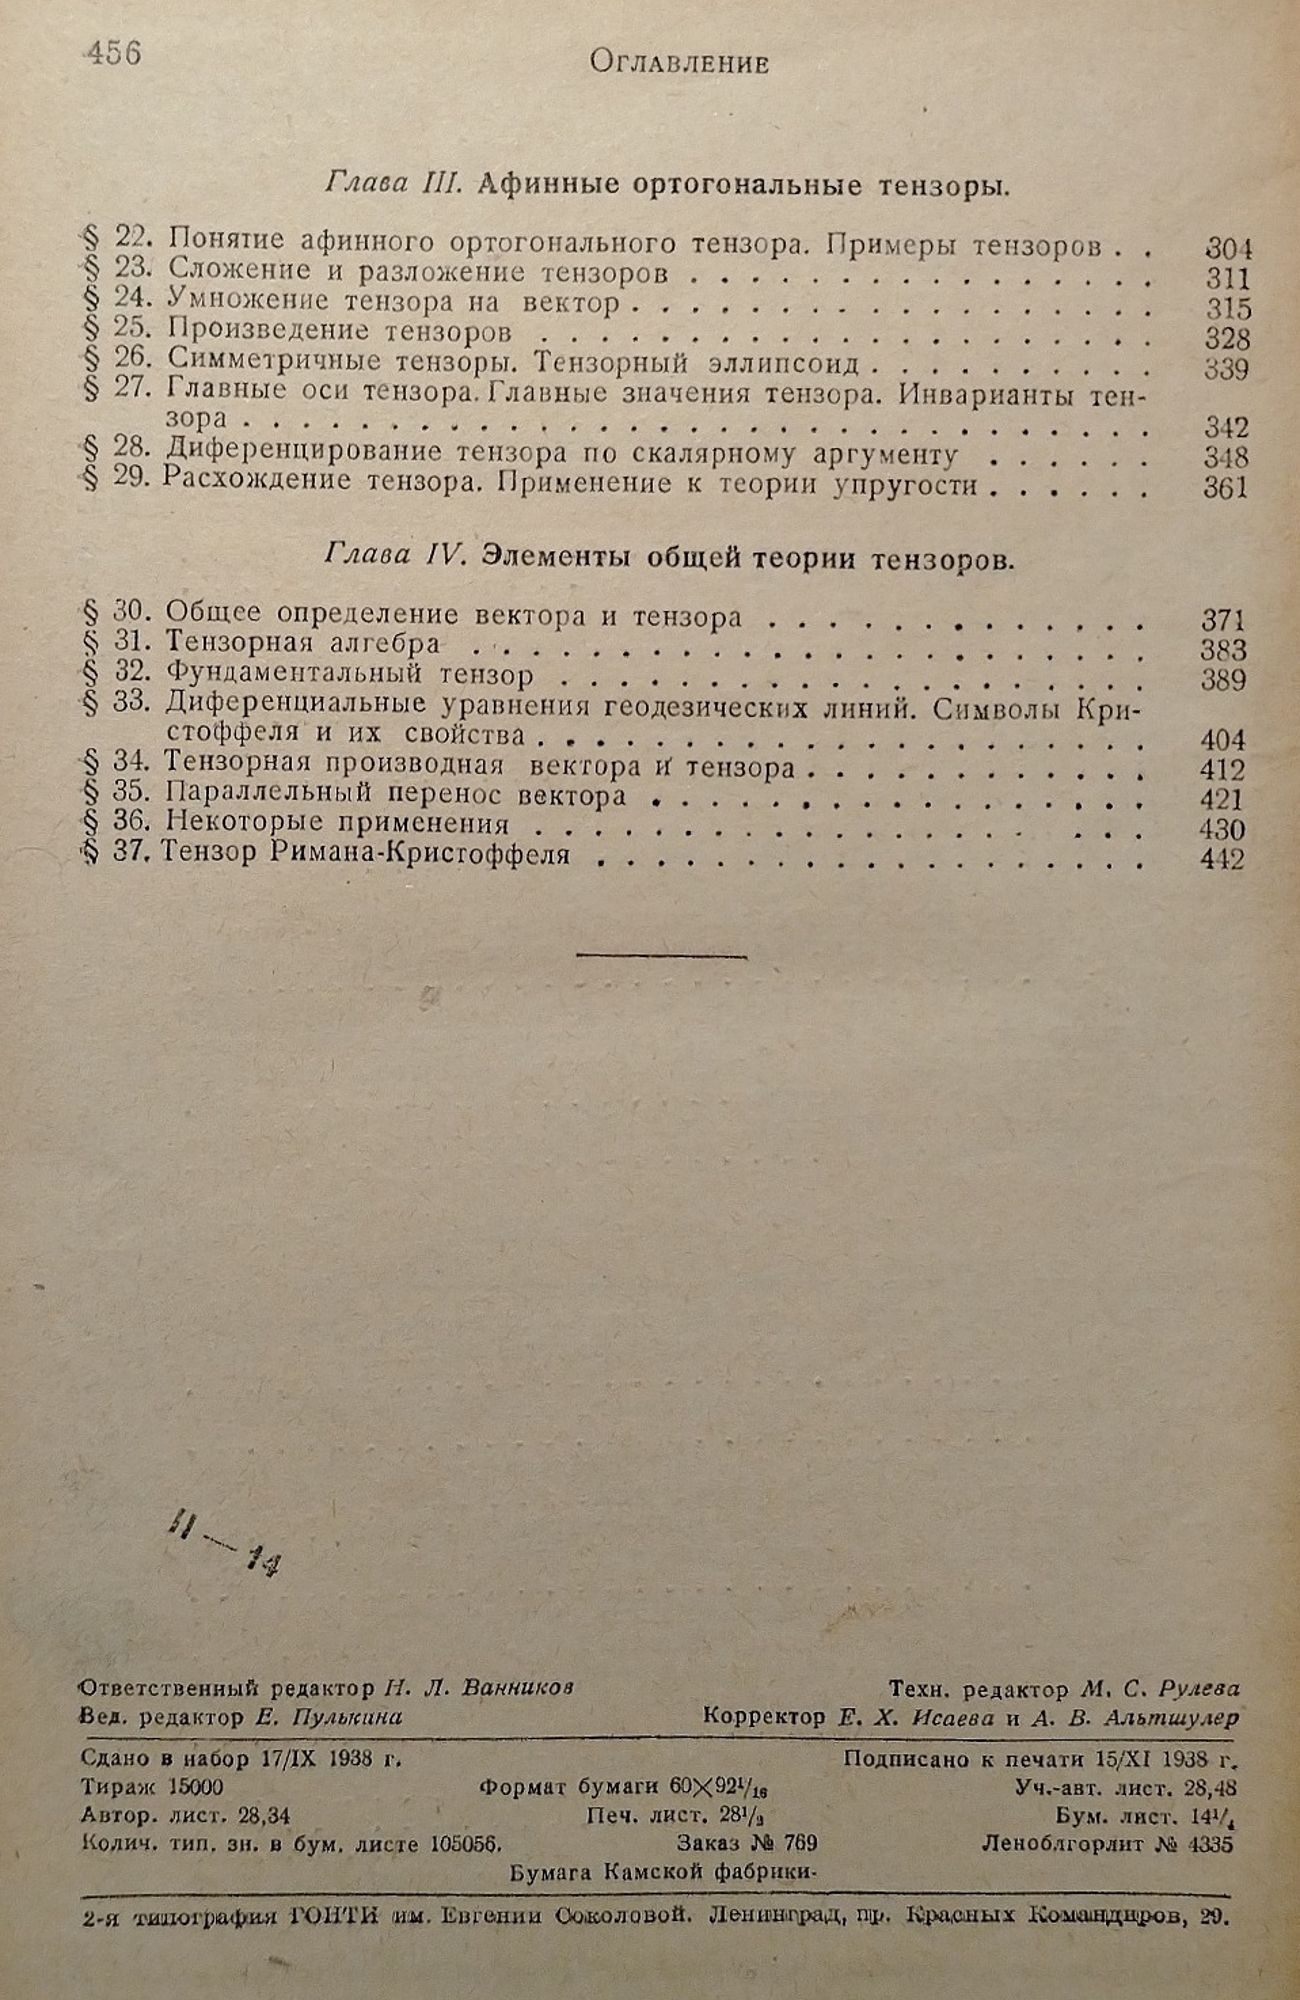 456
Оглавление
Глава III. Афинные ортогональные тензоры.
§ 22. Понятие афинного ортогонального тензора. Примеры тензоров . . 304
§ 23. Сложение и разложение тензоров . . . . . . . . . . . . . . . . 311
§ 24. Умножение тензора на вектор . . . . . . . . . . . . . . . . . . 315
§ 25. Произведение тензоров . . . . . . . . . . . . . . . . . . . . . 328
§ 26. Симметричные тензоры. Тензорный эллипсоид . . . . . . . . . . 339
§ 27. Главные оси тензора. Главные значения тензора. Инварианты тен-
зора . . . . . . . . . . . . . . . . . . . . . . . . . . . . . . . 342
§ 28. Диференцирование тензора по скалярному аргументу . . . . . . 348
§ 29. Расхождение тензора. Применение к теории упругости . . . . . . 361
Глава IV. Элементы общей теории тензоров.
§ 30. Общее определение вектора и тензора . . . . . . . . . . . . . 371
§ 31. Тензорная алгебра . . . . . . . . . . . . . . . . . . . . . . . 383
§ 32. Фундаментальный тензор . . . . . . . . . . . . . . . . . . . . 389
§ 33. Диференциальные уравнения геодезических линий. Символы Кри-
стоффеля и их свойства . . . . . . . . . . . . . . . . . . . . . 404
§ 34. Тензорная производная вектора и тензора . . . . . . . . . . . . 412
§ 35. Параллельный перенос вектора . . . . . . . . . . . . . . . . . 421
§ 36. Некоторые применения . . . . . . . . . . . . . . . . . . . . 430
§ 37. Тензор Римана-Кристоффеля . . . . . . . . . . . . . . . . . . . 442
II — 14
Ответственный редактор Н. Л. Ванников Техн. редактор М. С. Рулева
Вед. редактор Е. Пулькина Корректор Е. Х. Исаева и А. В. Альтшулер
Сдано в набор 17/IX 1938 г. Подписано к печати 15/XI 1938 г.
Тираж 15000 Формат бумаги 60×92¹/₁₆ Уч.-авт. лист. 28,48
Автор. лист. 28,34 Печ. лист. 28¹/₂ Бум. лист. 14¹/₄
Колич. тип. зн. в бум. листе 105056. Заказ № 769 Леноблгорлит № 4335
Бумага Камской фабрики.
2-я типография ГОНТИ им. Евгении Соколовой. Ленинград, пр. Красных Командиров, 29.